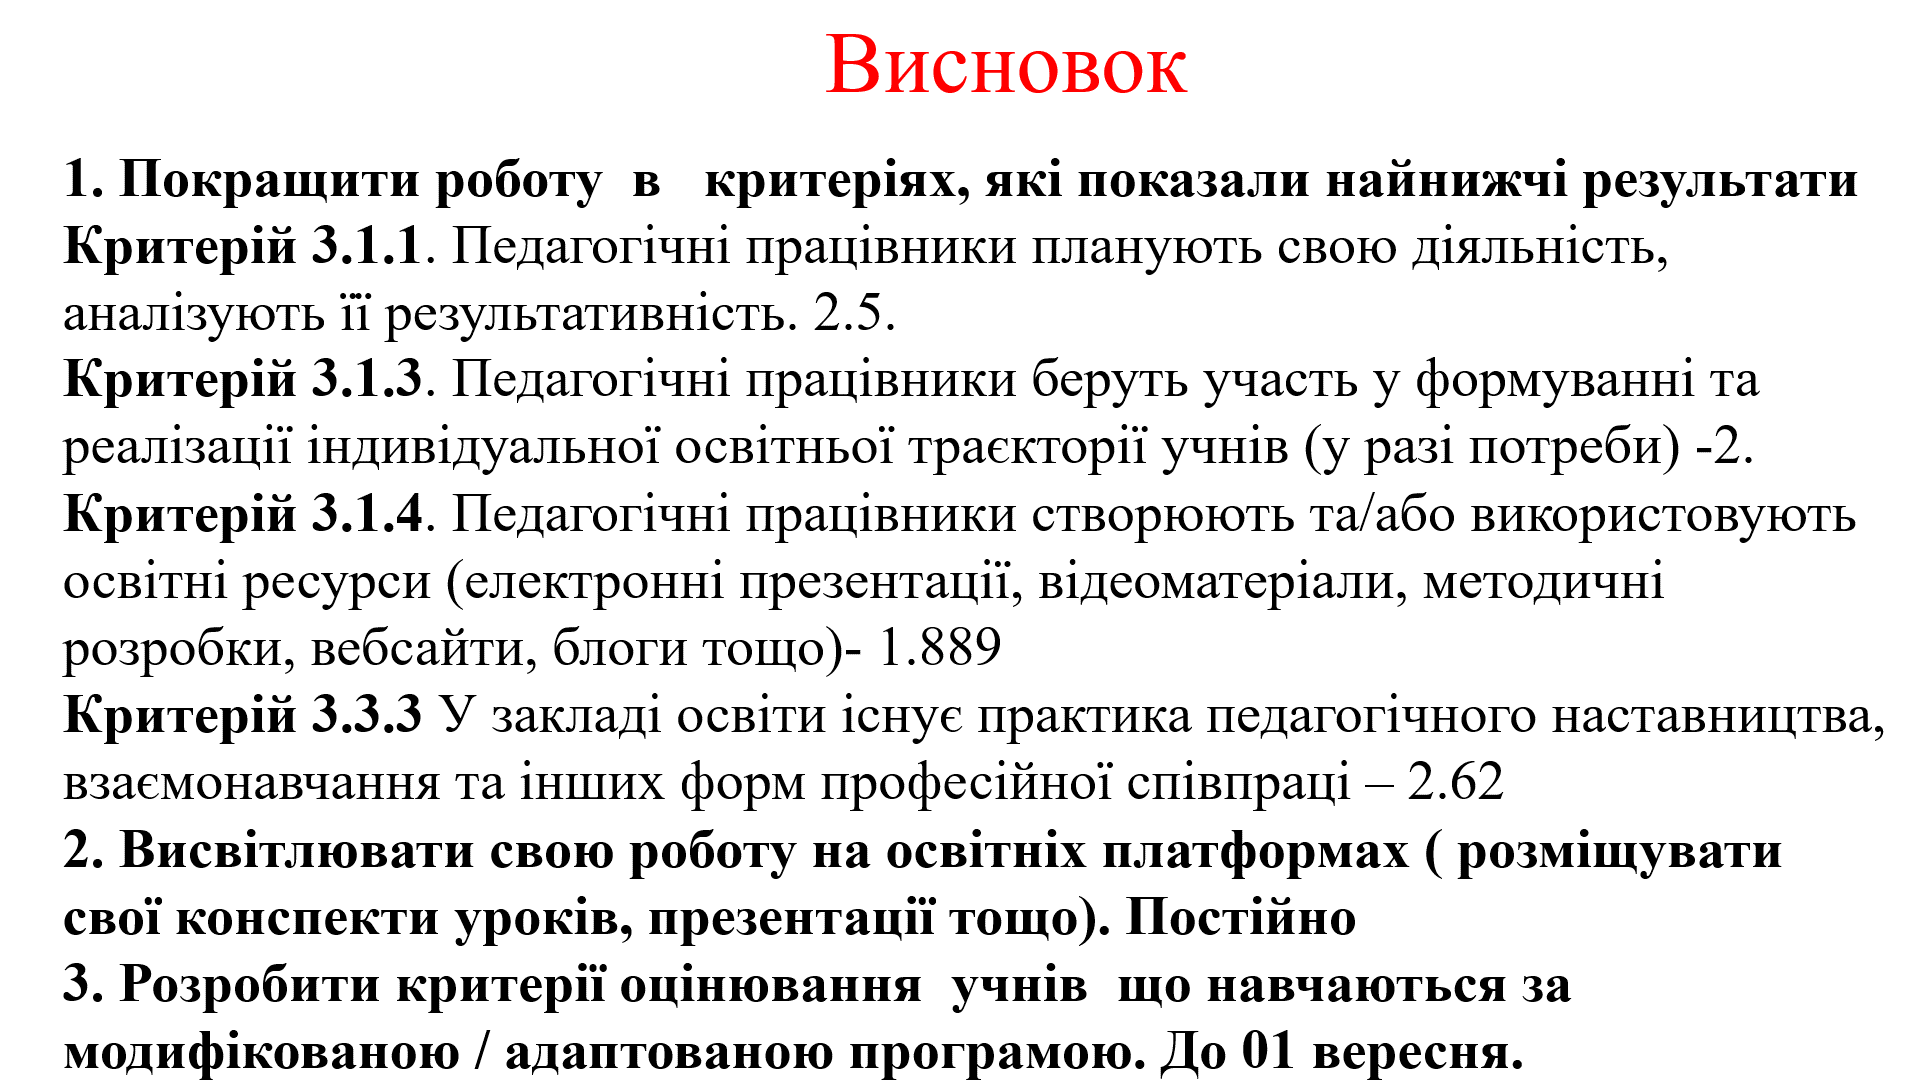 Висновок
1. Покращити роботу  в   критеріях, які показали найнижчі результати
Критерій 3.1.1. Педагогічні працівники планують свою діяльність,
аналізують її результативність. 2.5.
Критерій 3.1.3. Педагогічні працівники беруть участь у формуванні та
реалізації індивідуальної освітньої траєкторії учнів (у разі потреби) -2.
Критерій 3.1.4. Педагогічні працівники створюють та/або використовують
освітні ресурси (електронні презентації, відеоматеріали, методичні
розробки, вебсайти, блоги тощо)- 1.889
Критерій 3.3.3 У закладі освіти існує практика педагогічного наставництва,
взаємонавчання та інших форм професійної співпраці – 2.62
2. Висвітлювати свою роботу на освітніх платформах ( розміщувати
свої конспекти уроків, презентації тощо). Постійно
3. Розробити критерії оцінювання  учнів  що навчаються за
модифікованою / адаптованою програмою. До 01 вересня.